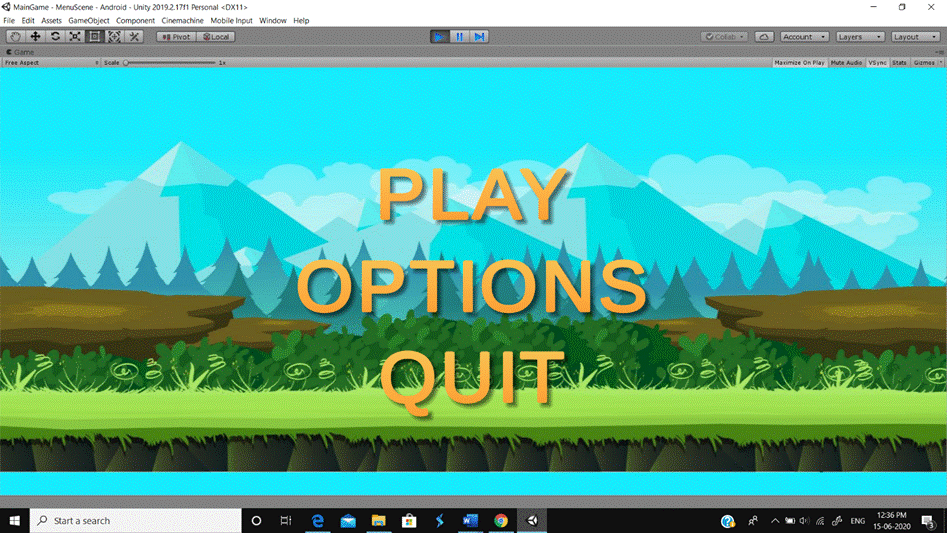 MainGame - MenuScene - Android - Unity 2019.2.17f1 Personal <DX11>
File Edit Assets GameObject Component Cinemachine Mobile Input Window Help
Pivot Local Collab Account Layers Layout
Game
Free Aspect Scale 1x Maximize On Play Mute Audio VSync Stats Gizmos
PLAY
OPTIONS
QUIT
Start a search
ENG
12:36 PM
15-06-2020
3